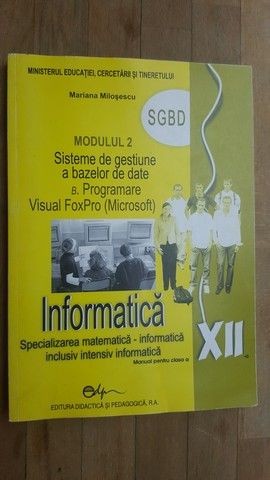 MINISTERUL EDUCAȚIEI, CERCETĂRII ȘI TINERETULUI
Mariana Miloșescu
SGBD
MODULUL 2
Sisteme de gestiune
a bazelor de date
B. Programare
Visual FoxPro (Microsoft)
Informatică
Specializarea matematică - informatică
inclusiv intensiv informatică
Manual pentru clasa a
XII
-a
edp
EDITURA DIDACTICĂ ȘI PEDAGOGICĂ, R.A.